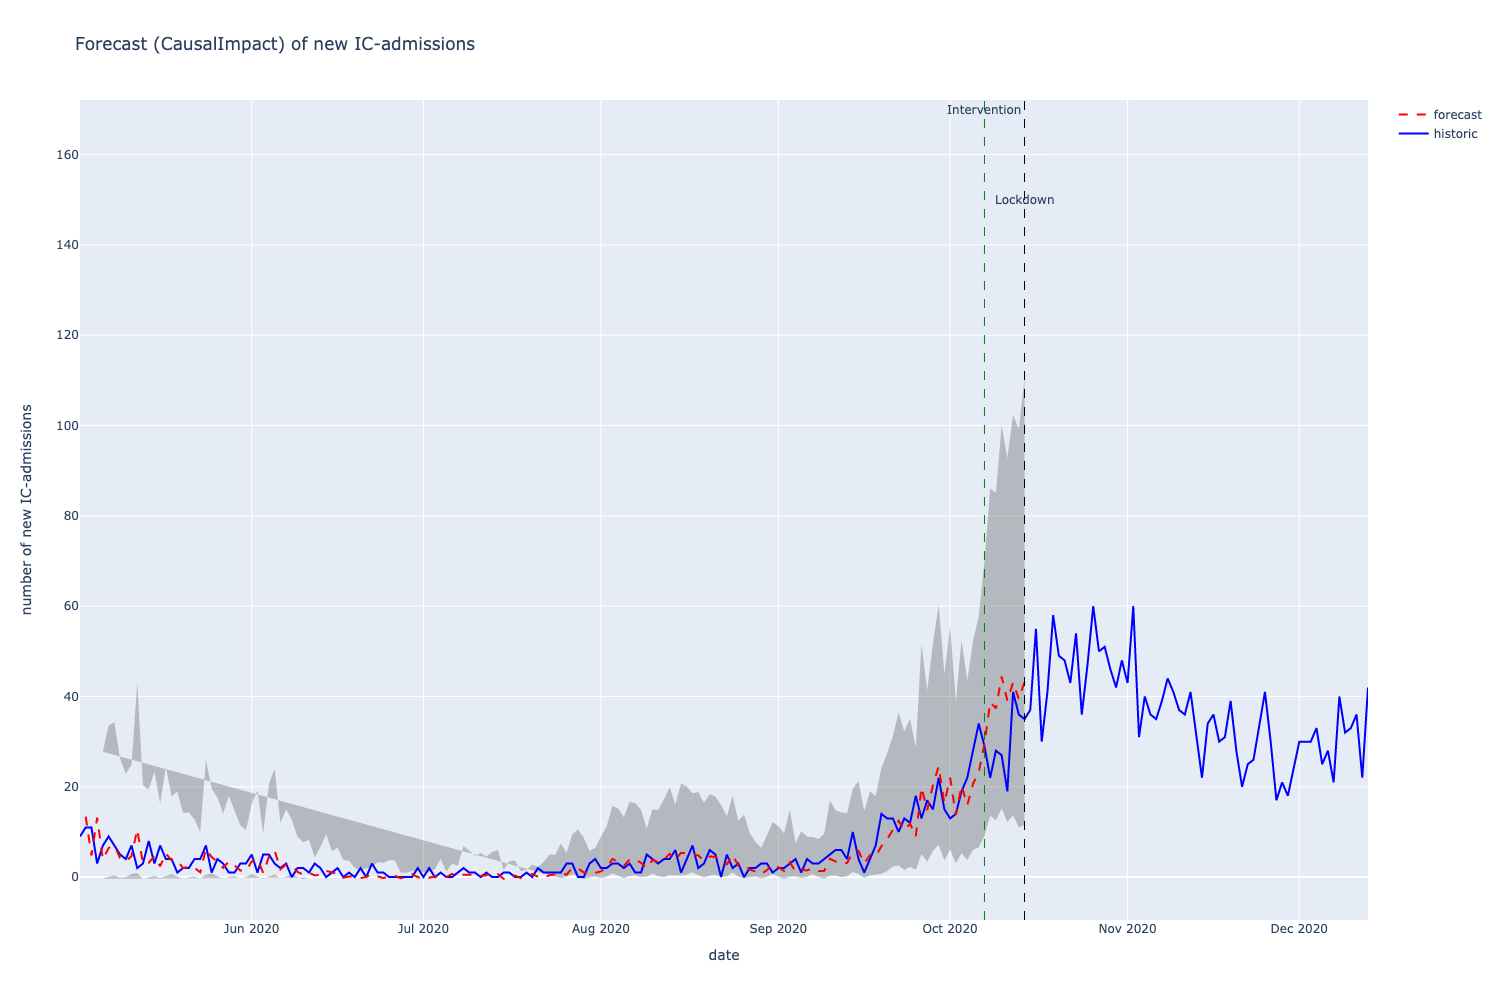 Forecast (CausalImpact) of new IC-admissions
Intervention
Lockdown
forecast
historic
160
140
120
100
80
60
40
20
0
number of new IC-admissions
Jun 2020
Jul 2020
Aug 2020
Sep 2020
Oct 2020
Nov 2020
Dec 2020
date